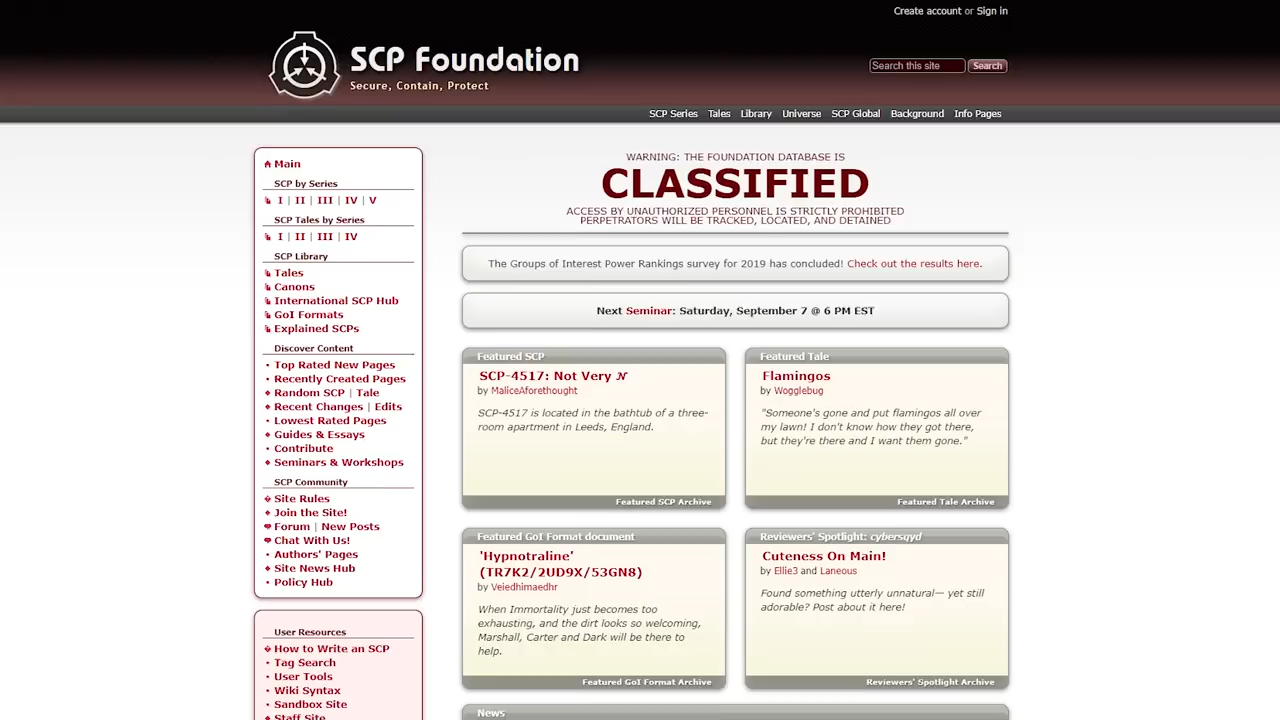 Create account or Sign in
SCP Foundation
Secure, Contain, Protect
Search this site
Search
SCP Series Tales Library Universe SCP Global Background Info Pages
Main
SCP by Series
I | II | III | IV | V
SCP Tales by Series
I | II | III | IV
SCP Library
Tales
Canons
International SCP Hub
GoI Formats
Explained SCPs
Discover Content
Top Rated New Pages
Recently Created Pages
Random SCP | Tale
Recent Changes | Edits
Lowest Rated Pages
Guides & Essays
Contribute
Seminars & Workshops
SCP Community
Site Rules
Join the Site!
Forum | New Posts
Chat With Us!
Authors' Pages
Site News Hub
Policy Hub
User Resources
How to Write an SCP
Tag Search
User Tools
Wiki Syntax
Sandbox Site
Staff Site
WARNING: THE FOUNDATION DATABASE IS
CLASSIFIED
ACCESS BY UNAUTHORIZED PERSONNEL IS STRICTLY PROHIBITED
PERPETRATORS WILL BE TRACKED, LOCATED, AND DETAINED
The Groups of Interest Power Rankings survey for 2019 has concluded! Check out the results here.
Next Seminar: Saturday, September 7 @ 6 PM EST
Featured SCP
SCP-4517: Not Very 𝒩
by MaliceAforethought
SCP-4517 is located in the bathtub of a three-
room apartment in Leeds, England.
Featured SCP Archive
Featured Tale
Flamingos
by Wogglebug
"Someone's gone and put flamingos all over
my lawn! I don't know how they got there,
but they're there and I want them gone."
Featured Tale Archive
Featured GoI Format document
'Hypnotraline'
(TR7K2/2UD9X/53GN8)
by Veiedhimaedhr
When Immortality just becomes too
exhausting, and the dirt looks so welcoming,
Marshall, Carter and Dark will be there to
help.
Featured GoI Format Archive
Reviewers' Spotlight: cybersqyd
Cuteness On Main!
by Ellie3 and Laneous
Found something utterly unnatural— yet still
adorable? Post about it here!
Reviewers' Spotlight Archive
News